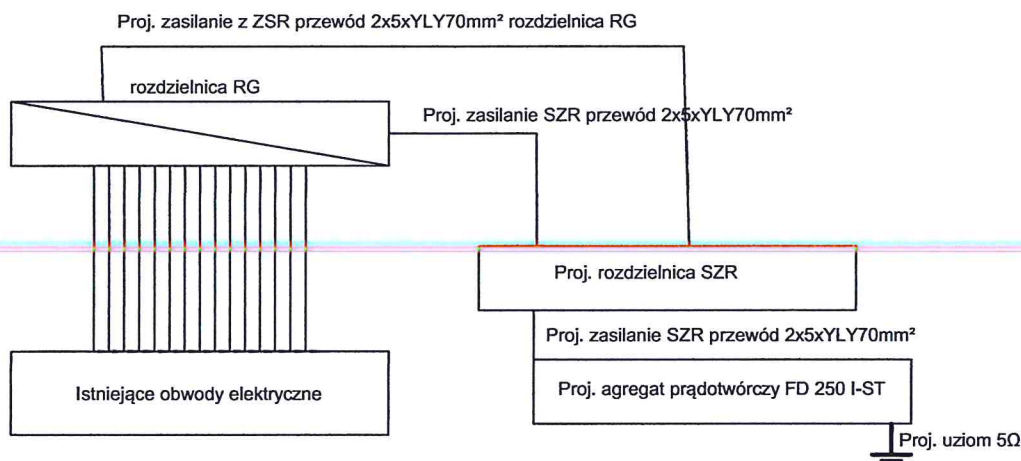 Proj. zasilanie z ZSR przewód 2x5xYLY70mm² rozdzielnica RG
rozdzielnica RG
Proj. zasilanie SZR przewód 2x5xYLY70mm²
Proj. rozdzielnica SZR
Proj. zasilanie SZR przewód 2x5xYLY70mm²
Istniejące obwody elektryczne
Proj. agregat prądotwórczy FD 250 I-ST
Proj. uziom 5Ω